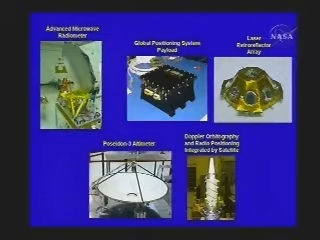 Advanced Microwave
Radiometer
Global Positioning System
Payload
Laser
Retroreflector
Array
NASA
Poseidon-3 Altimeter
Doppler Orbitography
and Radio Positioning
Integrated by Satellite